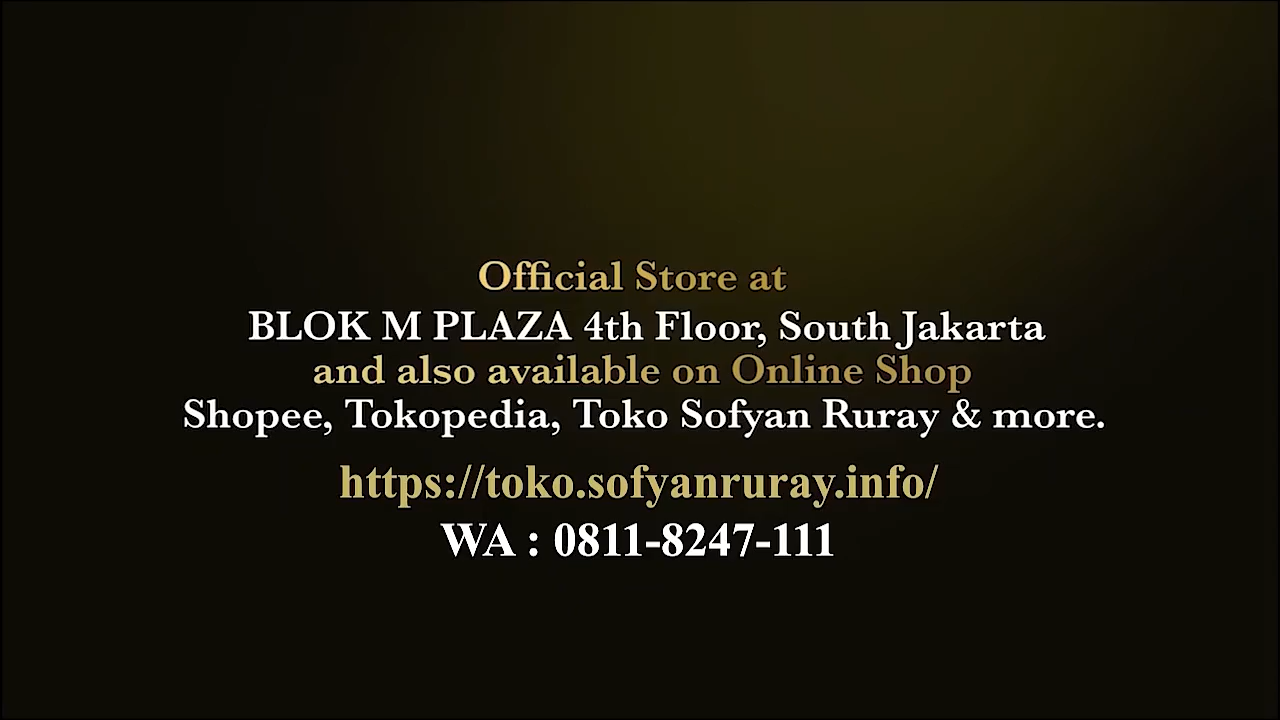 Official Store at
BLOK M PLAZA 4th Floor, South Jakarta
and also available on Online Shop
Shopee, Tokopedia, Toko Sofyan Ruray & more.
https://toko.sofyanruray.info/
WA : 0811-8247-111